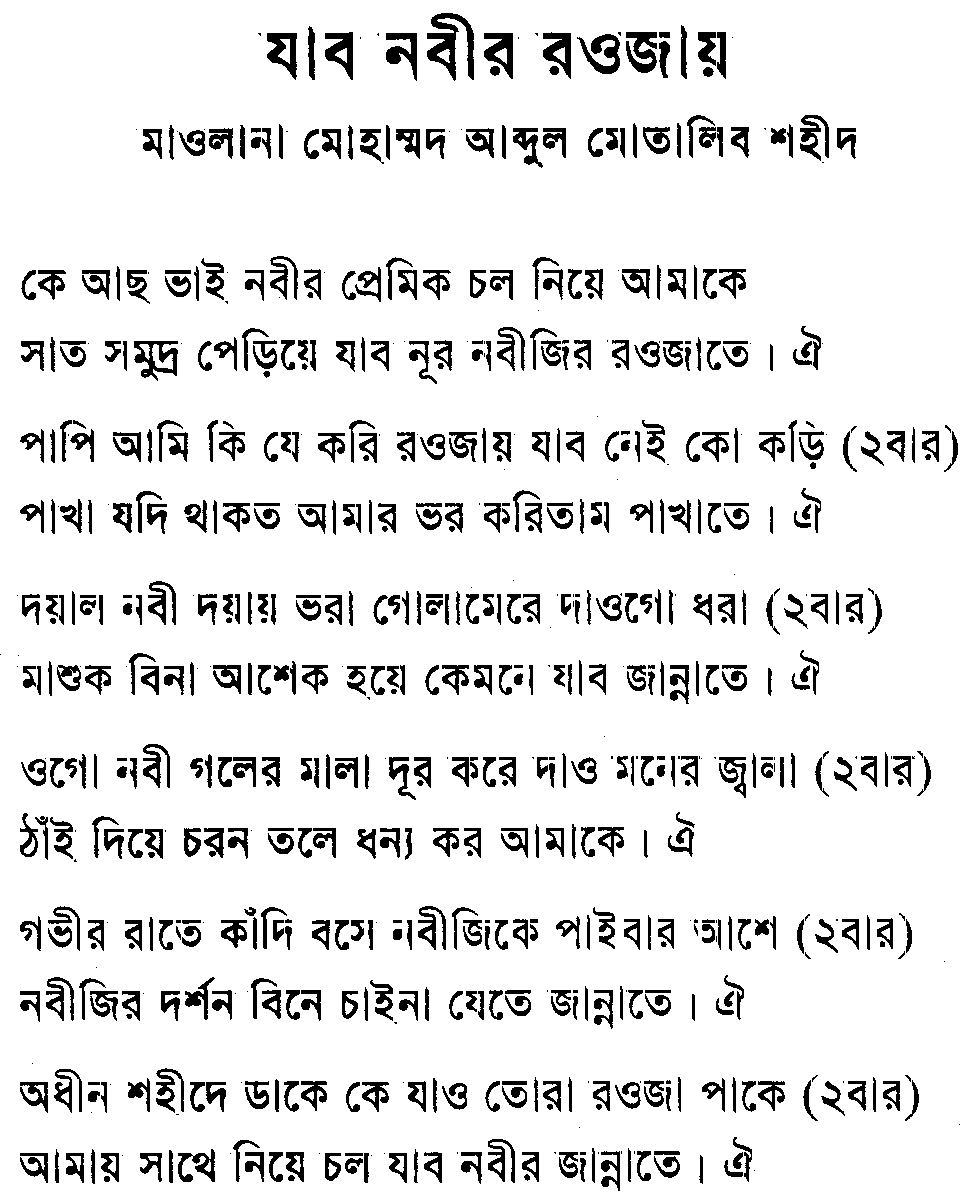 যাব নবীর রওজায়
মাওলানা মোহাম্মদ আব্দুল মোতালিব শহীদ
কে আছ ভাই নবীর প্রেমিক চল নিয়ে আমাকে
সাত সমুদ্র পেড়িয়ে যাব নূর নবীজির রওজাতে । ঐ
পাপি আমি কি যে করি রওজায় যাব নেই কো কড়ি (২বার)
পাখা যদি থাকত আমার ভর করিতাম পাখাতে । ঐ
দয়াল নবী দয়ায় ভরা গোলামেরে দাওগো ধরা (২বার)
মাশুক বিনা আশেক হয়ে কেমনে যাব জান্নাতে । ঐ
ওগো নবী গলের মালা দূর করে দাও মনের জ্বালা (২বার)
ঠাঁই দিয়ে চরন তলে ধন্য কর আমাকে । ঐ
গভীর রাতে কাঁদি বসে নবীজিকে পাইবার আশে (২বার)
নবীজির দর্শন বিনে চাইনা যেতে জান্নাতে । ঐ
অধীন শহীদে ডাকে কে যাও তোরা রওজা পাকে (২বার)
আমায় সাথে নিয়ে চল যাব নবীর জান্নাতে । ঐ